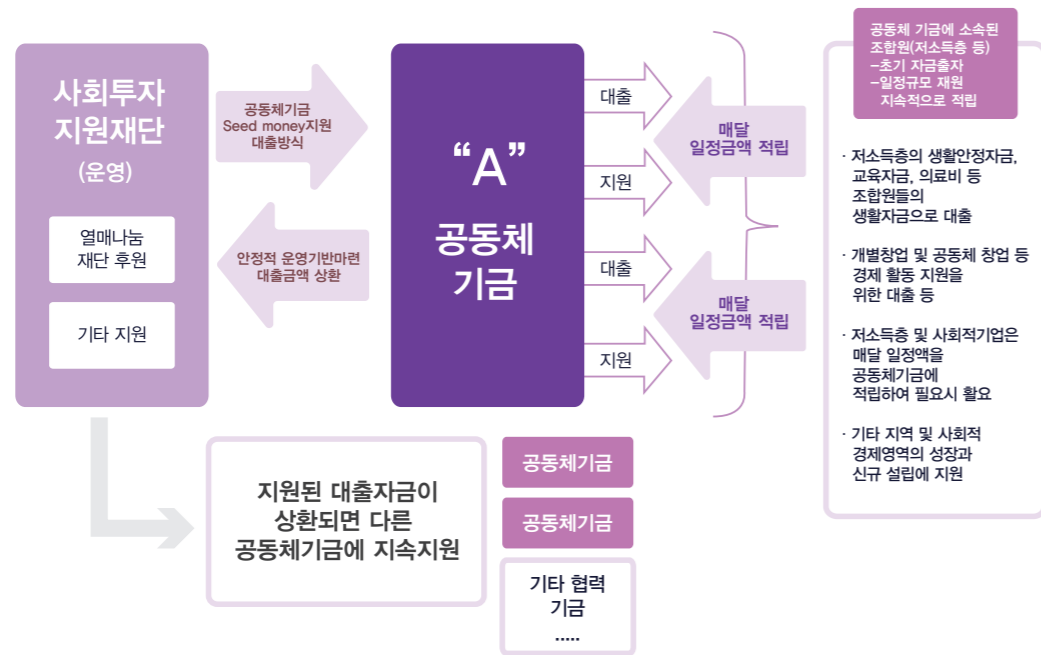 사회투자
지원재단
(운영)
열매나눔
재단 후원
기타 지원
공동체기금
Seed money지원
대출방식
안정적 운영기반마련
대출금액 상환
“A”
공동체
기금
대출
지원
대출
지원
매달
일정금액 적립
매달
일정금액 적립
공동체 기금에 소속된
조합원(저소득층 등)
–초기 자금출자
–일정규모 재원
지속적으로 적립
· 저소득층의 생활안정자금,
교육자금, 의료비 등
조합원들의
생활자금으로 대출
· 개별창업 및 공동체 창업 등
경제 활동 지원을
위한 대출 등
· 저소득층 및 사회적기업은
매달 일정액을
공동체기금에
적립하여 필요시 활요
· 기타 지역 및 사회적
경제영역의 성장과
신규 설립에 지원
지원된 대출자금이
상환되면 다른
공동체기금에 지속지원
공동체기금
공동체기금
기타 협력
기금
.....